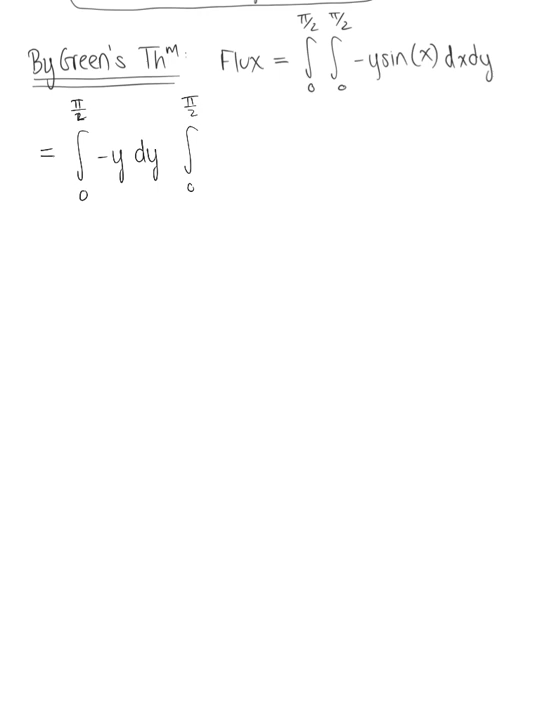 By Green's Thᵐ: Flux = ∫₀^{π/2} ∫₀^{π/2} -ysin(x) dxdy
= ∫₀^{π/2} -y dy ∫₀^{π/2}